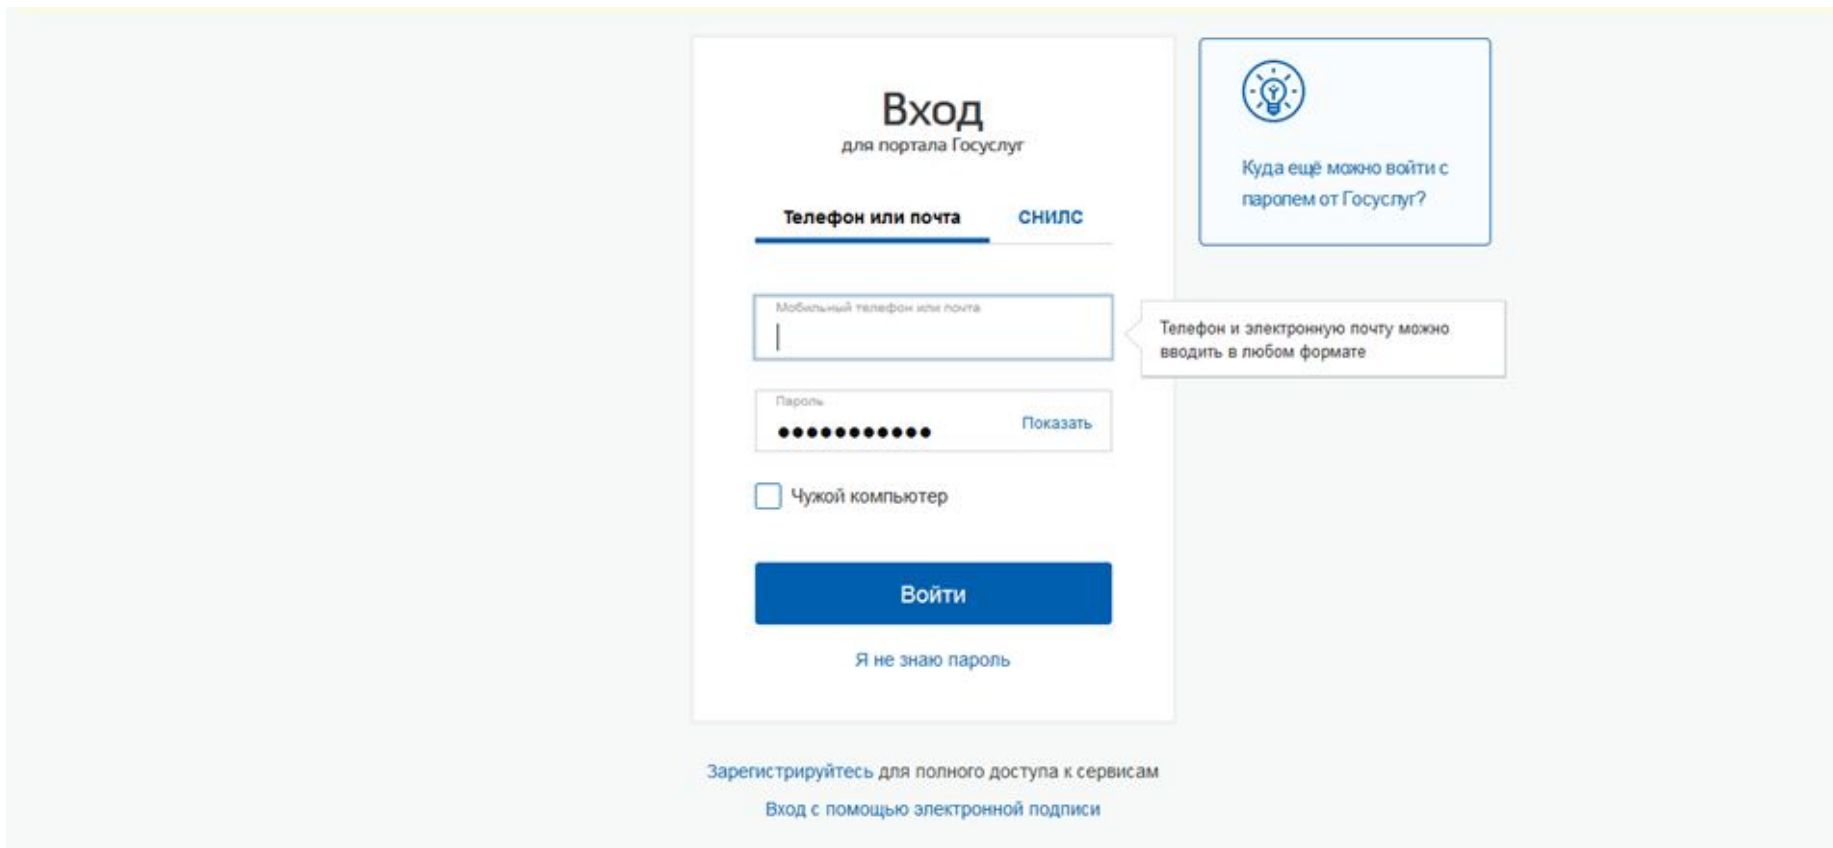 Вход
для портала Госуслуг
Телефон или почта
СНИЛС
Мобильный телефон или почта
Пароль
●●●●●●●●●●●
Показать
Чужой компьютер
Войти
Я не знаю пароль
Куда ещё можно войти с
паролем от Госуслуг?
Телефон и электронную почту можно
вводить в любом формате
Зарегистрируйтесь для полного доступа к сервисам
Вход с помощью электронной подписи